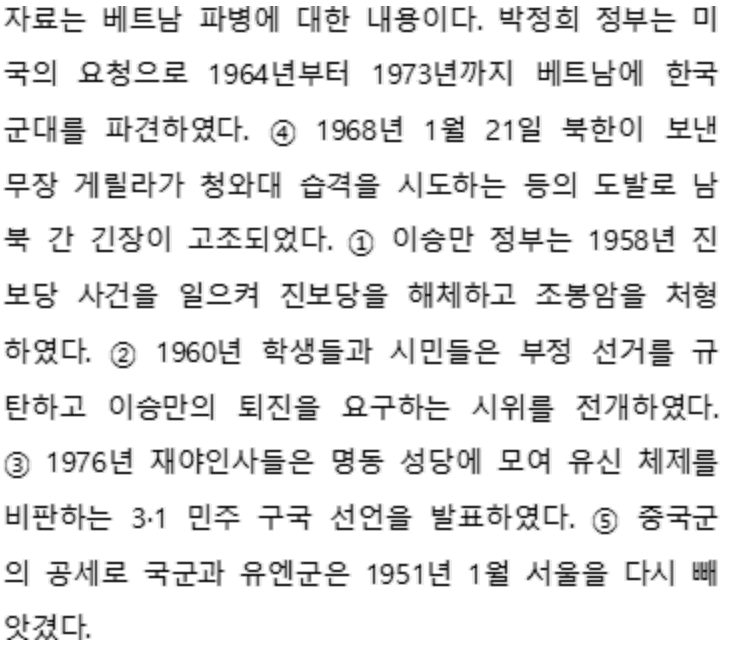 자료는 베트남 파병에 대한 내용이다. 박정희 정부는 미
국의 요청으로 1964년부터 1973년까지 베트남에 한국
군대를 파견하였다. ④ 1968년 1월 21일 북한이 보낸
무장 게릴라가 청와대 습격을 시도하는 등의 도발로 남
북 간 긴장이 고조되었다. ① 이승만 정부는 1958년 진
보당 사건을 일으켜 진보당을 해체하고 조봉암을 처형
하였다. ② 1960년 학생들과 시민들은 부정 선거를 규
탄하고 이승만의 퇴진을 요구하는 시위를 전개하였다.
③ 1976년 재야인사들은 명동 성당에 모여 유신 체제를
비판하는 3·1 민주 구국 선언을 발표하였다. ⑤ 중국군
의 공세로 국군과 유엔군은 1951년 1월 서울을 다시 빼
앗겼다.